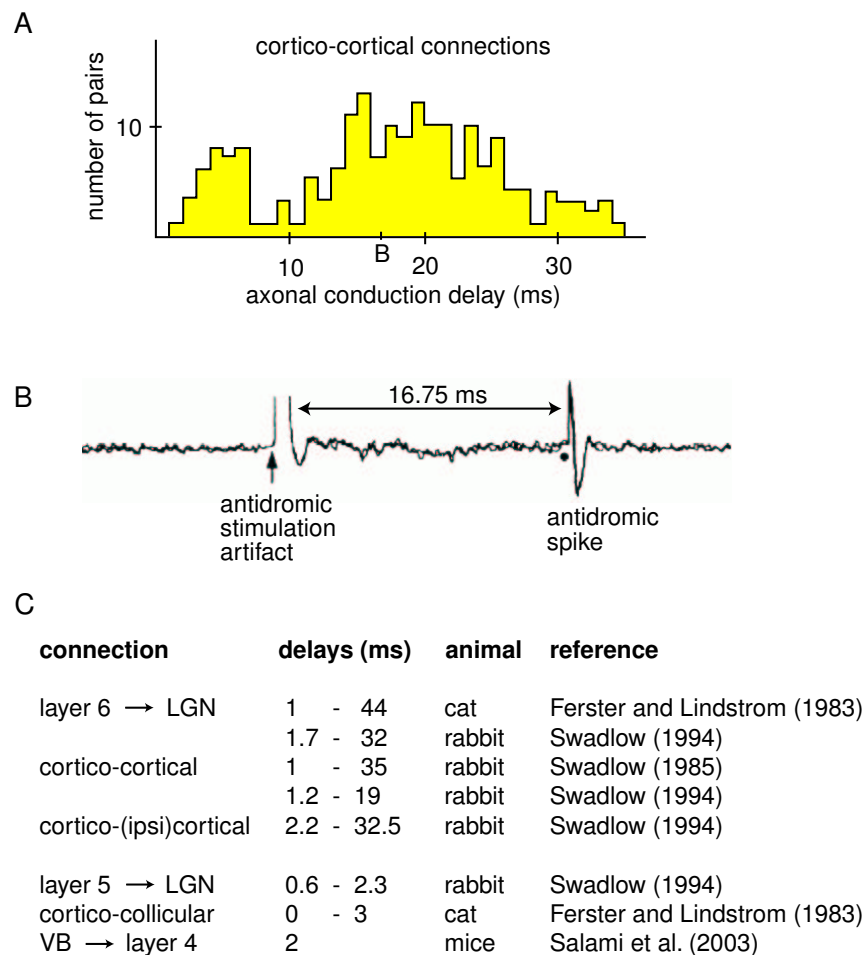 A
cortico-cortical connections
number of pairs
10
10 B 20 30
axonal conduction delay (ms)
B
16.75 ms
antidromic
stimulation
artifact
antidromic
spike
C
connection delays (ms) animal reference
layer 6 → LGN 1 - 44 cat Ferster and Lindstrom (1983)
1.7 - 32 rabbit Swadlow (1994)
cortico-cortical 1 - 35 rabbit Swadlow (1985)
1.2 - 19 rabbit Swadlow (1994)
cortico-(ipsi)cortical 2.2 - 32.5 rabbit Swadlow (1994)
layer 5 → LGN 0.6 - 2.3 rabbit Swadlow (1994)
cortico-collicular 0 - 3 cat Ferster and Lindstrom (1983)
VB → layer 4 2 mice Salami et al. (2003)